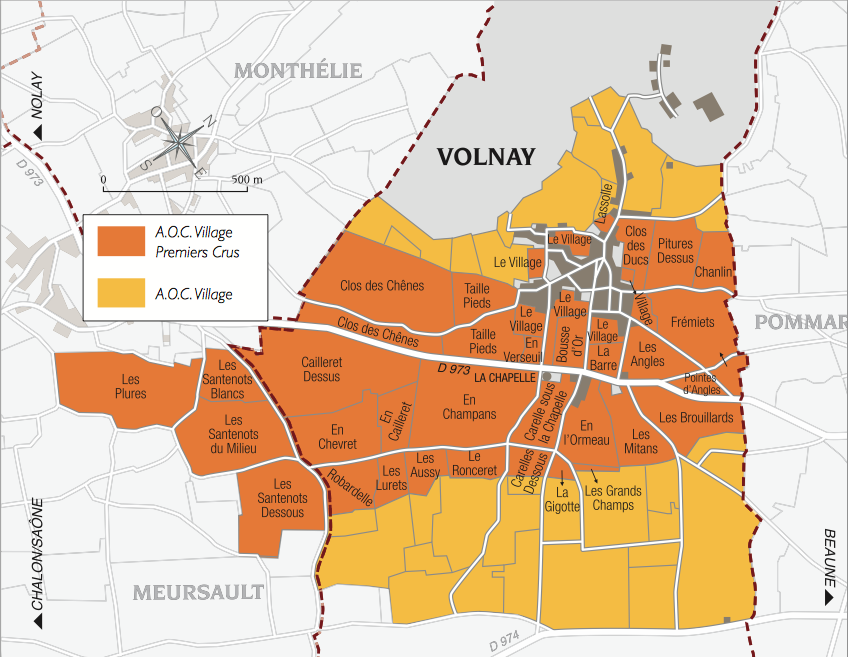 MONTHÉLIE
NOLAY
D 973
O
N
S
E
0
500 m
VOLNAY
A.O.C. Village
Premiers Crus
A.O.C. Village
Lassolle
Le Village
Clos
des
Ducs
Pitures
Dessus
Chanlin
Le Village
Clos des Chênes
Taille
Pieds
Le
Village
Le
Village
Village
Frémiets
POMMAR
Clos des Chênes
Taille
Pieds
En
Verseuil
Bousse
d'Or
Le
Village
La
Barre
Les
Angles
Pointes
d'Angles
D 973
LA CHAPELLE
Les
Plures
Les
Santenots
Blancs
Cailleret
Dessus
En
Cailleret
En
Champans
Carelle sous
la Chapelle
Les Brouillards
Les
Santenots
du Milieu
En
Chevret
En
l'Ormeau
Les
Mitans
Les
Santenots
Dessous
Robardelle
Les
Lurets
Les
Aussy
Le
Ronceret
Carelles
Dessous
La
Gigotte
Les Grands
Champs
CHALON/SAÔNE
MEURSAULT
BEAUNE
D 974